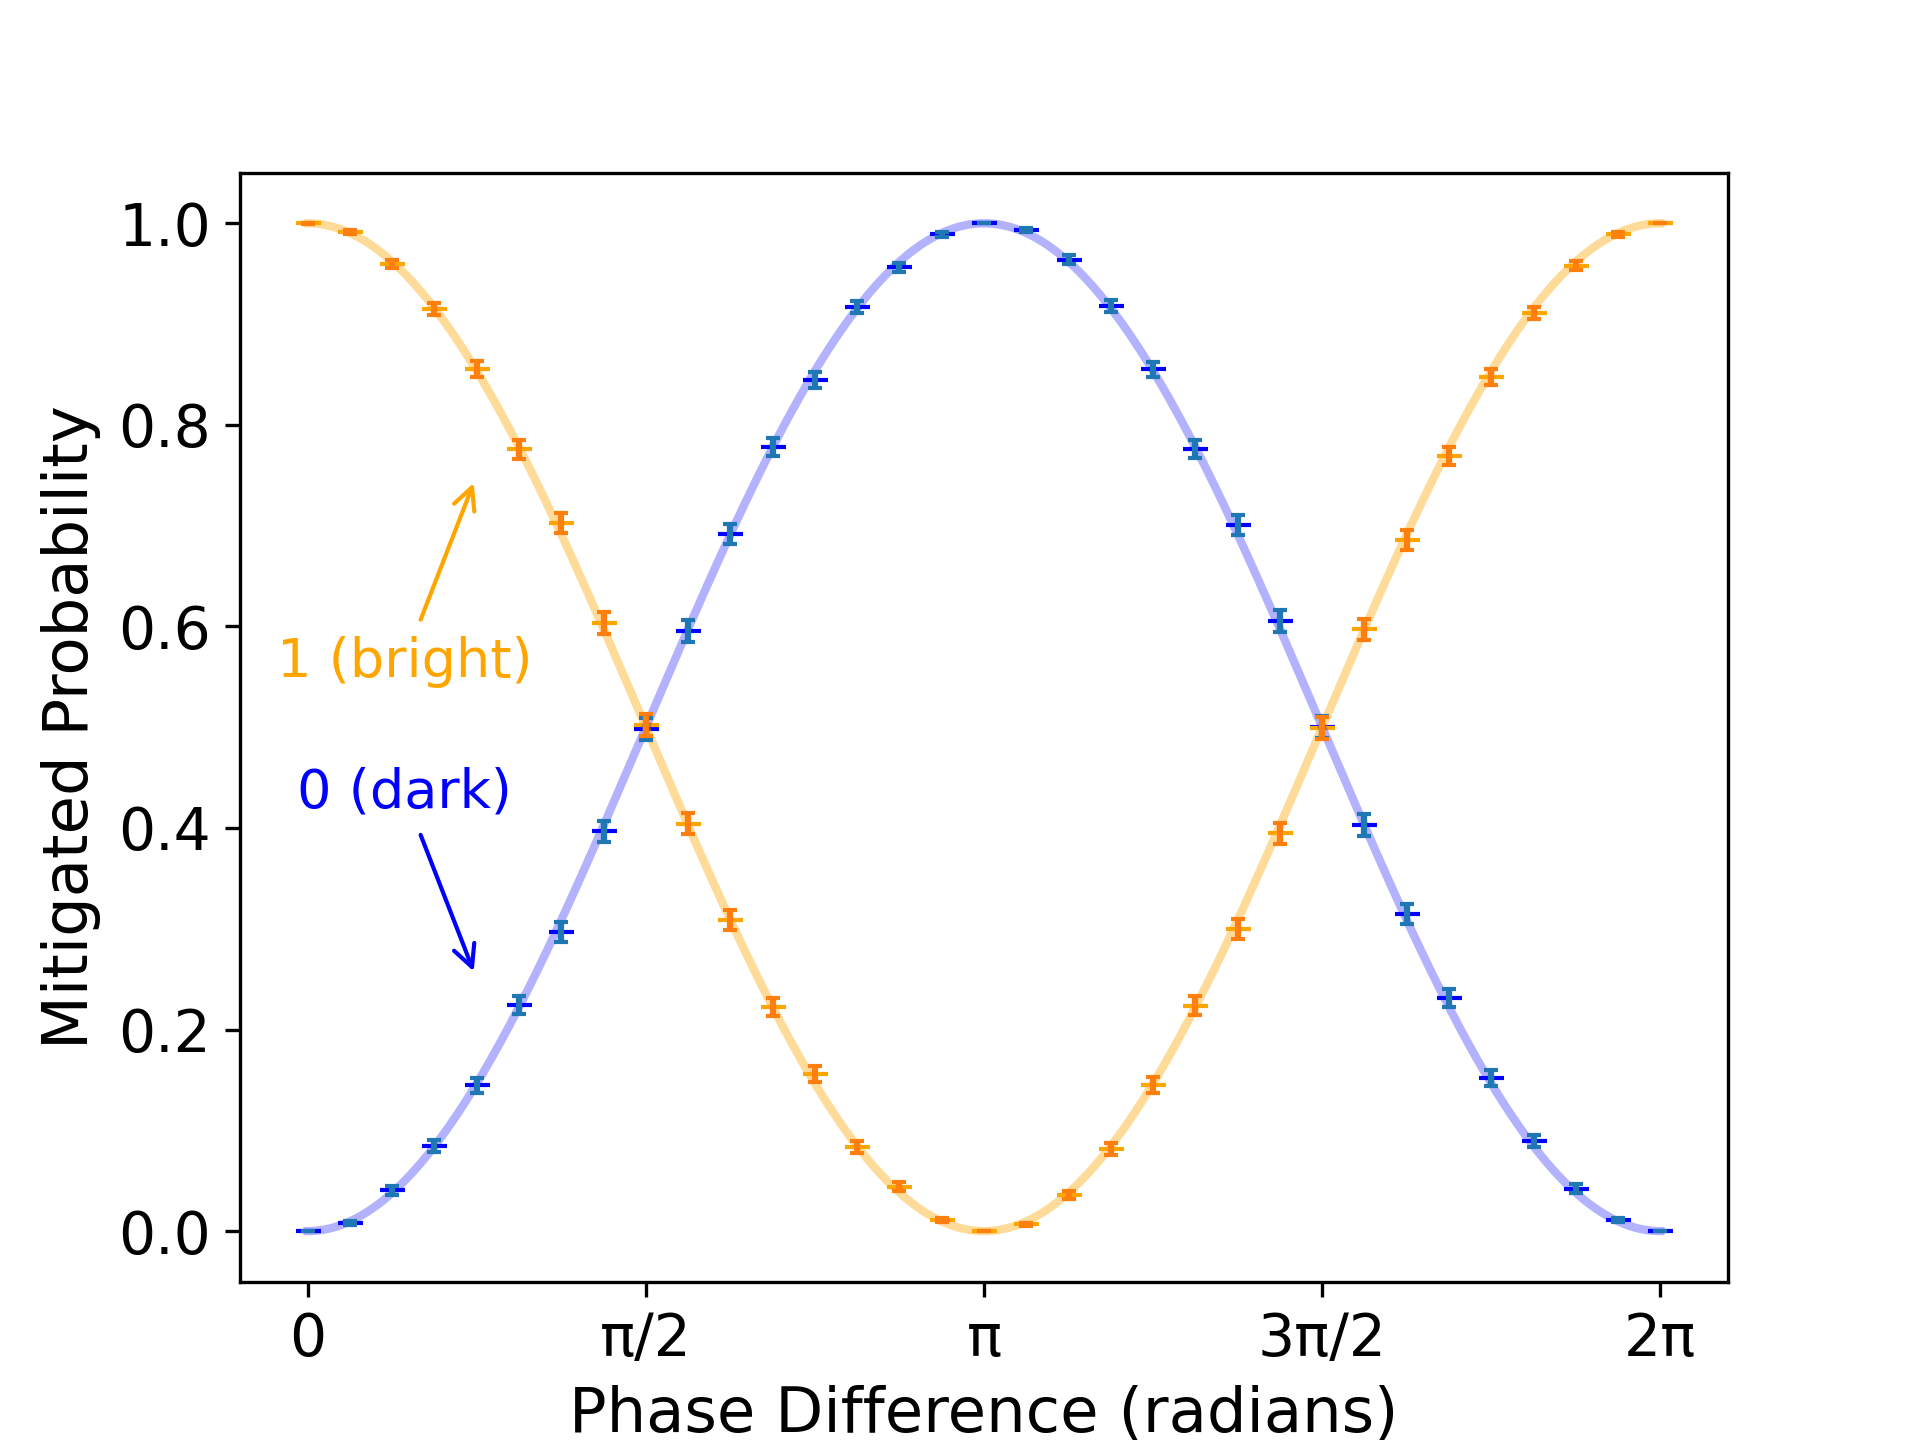 1.0
0.8
0.6
0.4
0.2
0.0
Mitigated Probability
1 (bright)
0 (dark)
0
π/2
π
3π/2
2π
Phase Difference (radians)